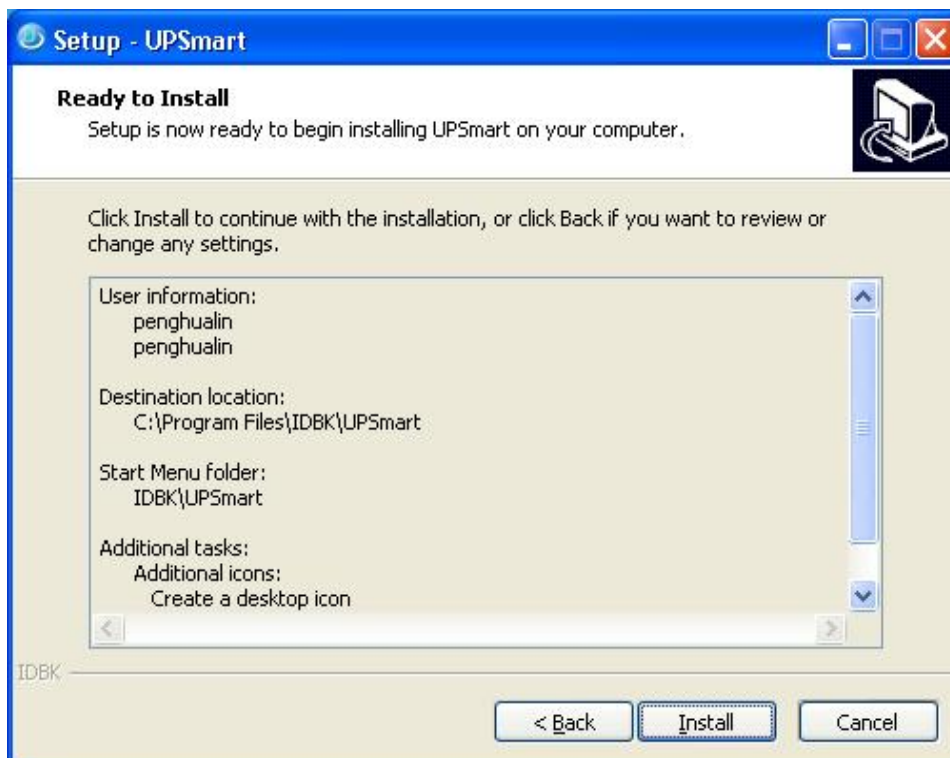 Setup - UPSmart
Ready to Install
Setup is now ready to begin installing UPSmart on your computer.
Click Install to continue with the installation, or click Back if you want to review or
change any settings.
User information:
penghualin
penghualin
Destination location:
C:\Program Files\IDBK\UPSmart
Start Menu folder:
IDBK\UPSmart
Additional tasks:
Additional icons:
Create a desktop icon
IDBK
< Back
Install
Cancel